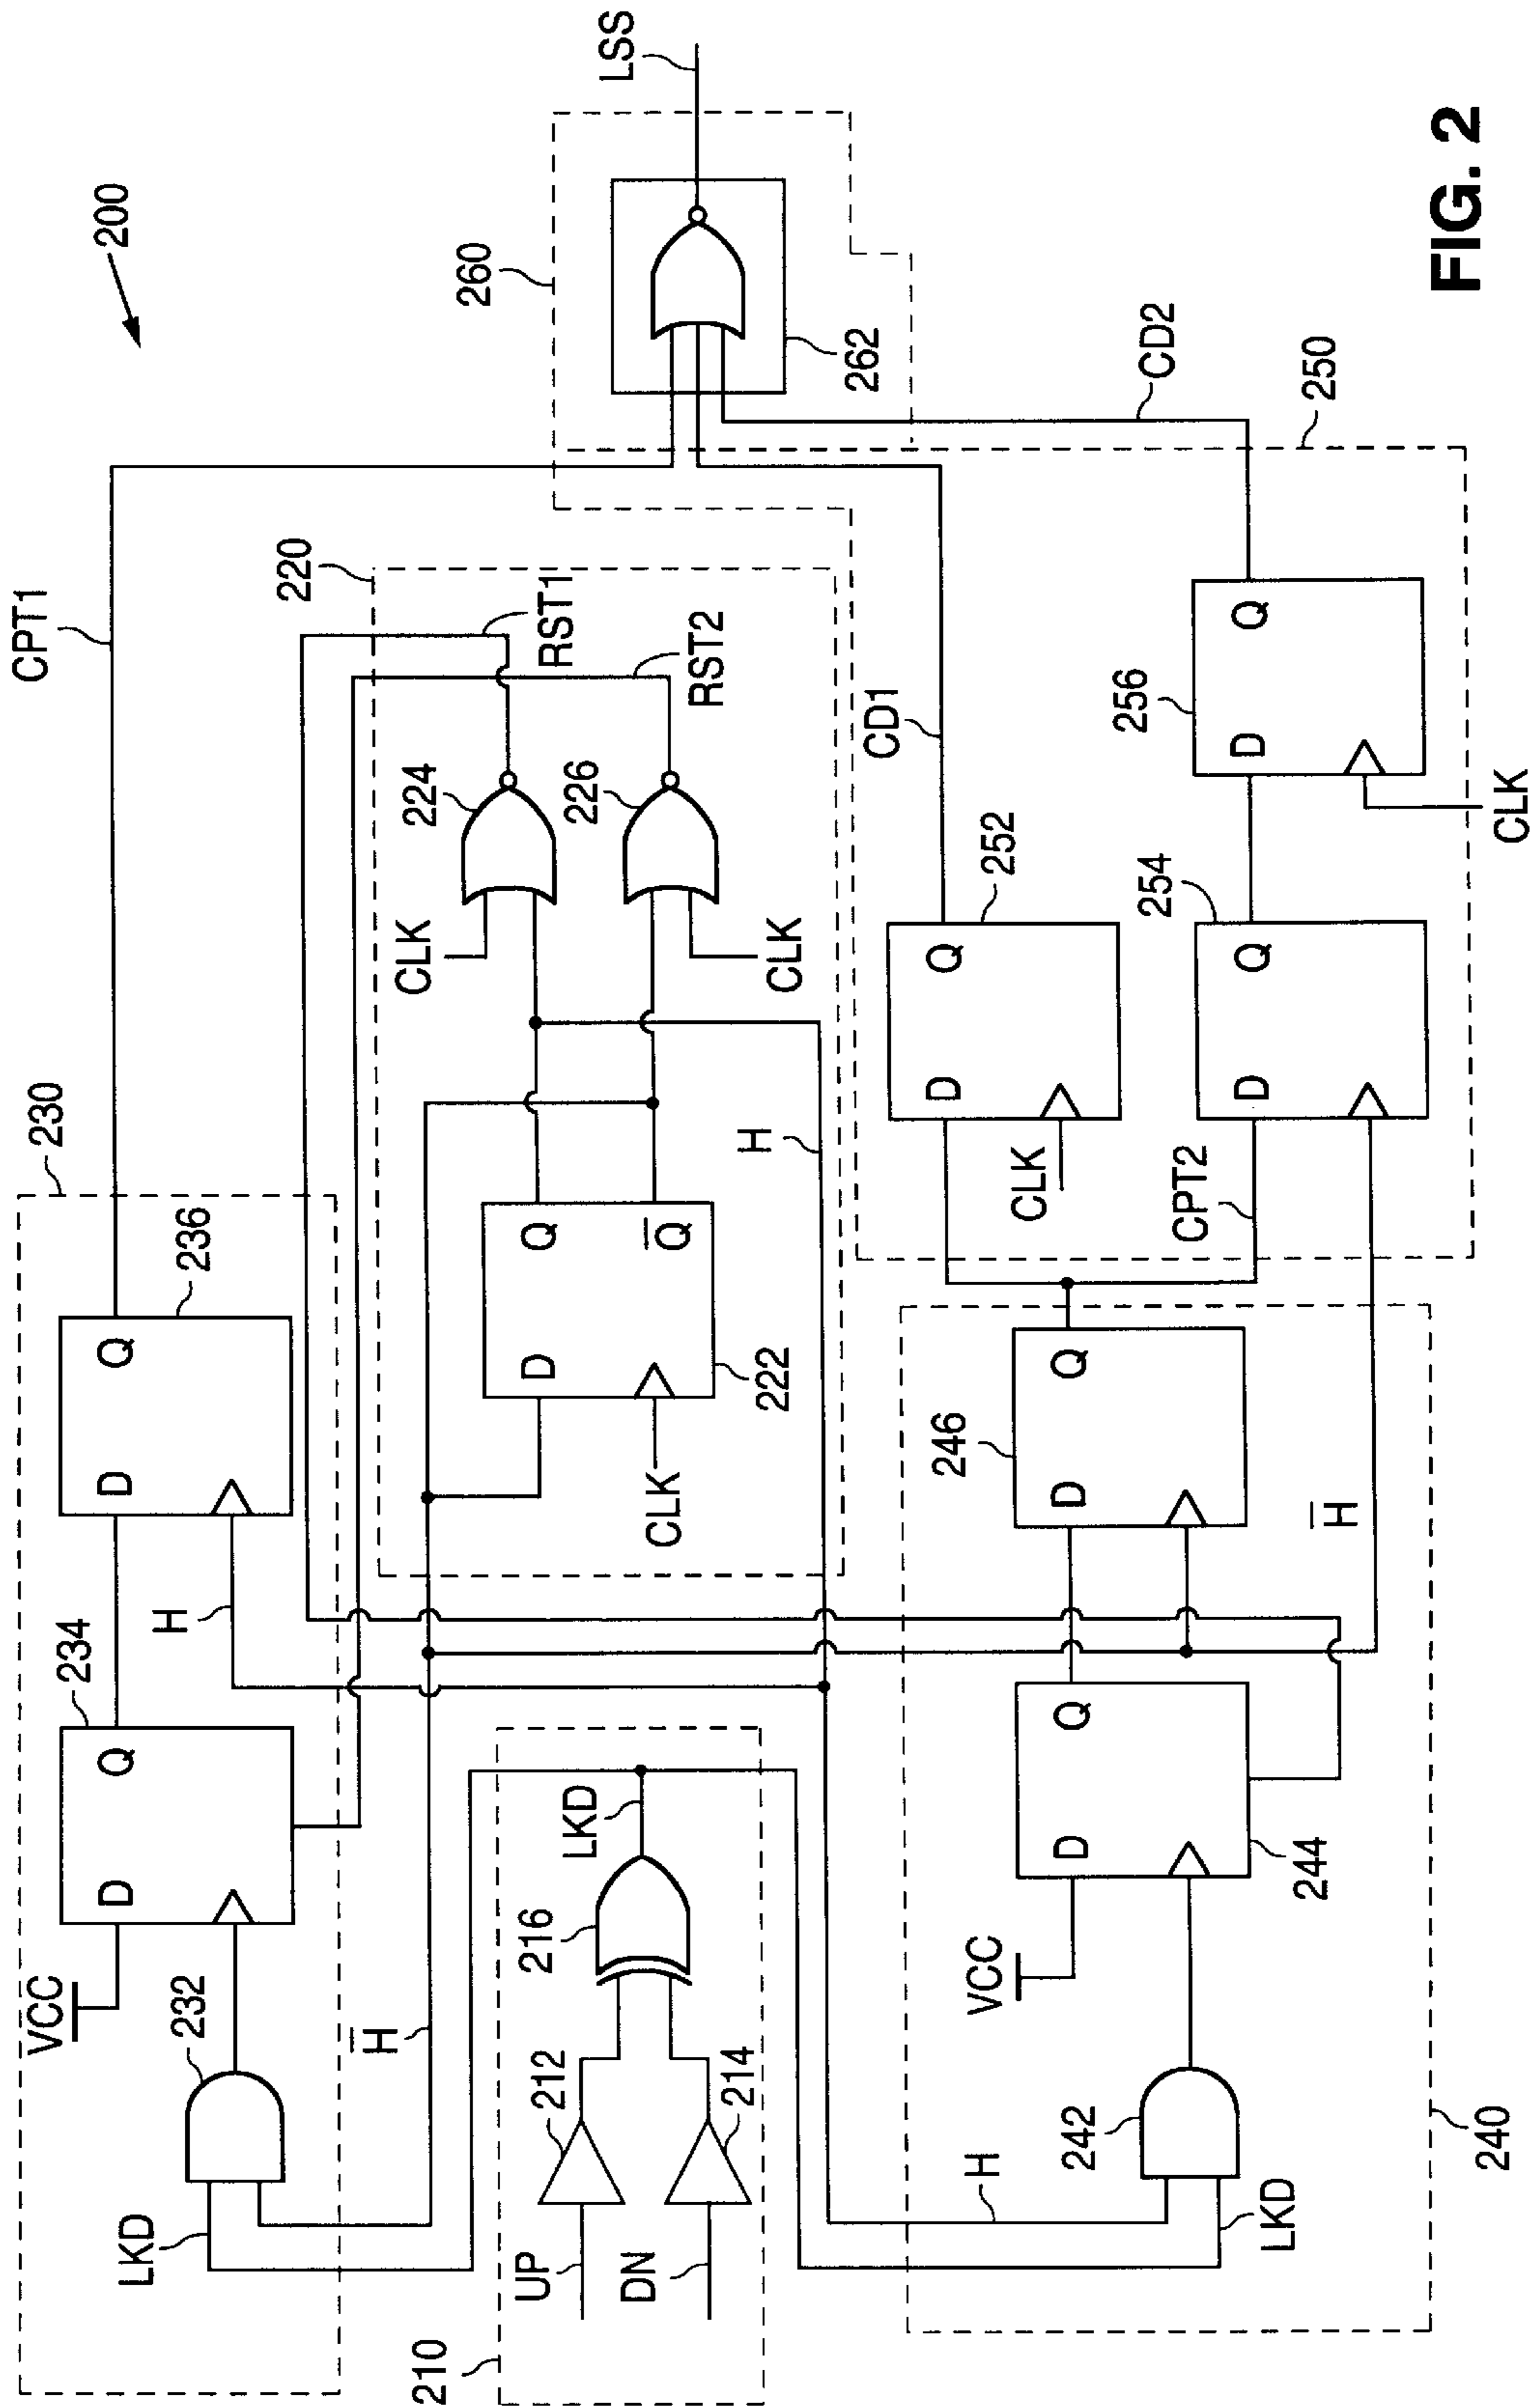 200
230
VCC
D
Q
234
D
Q
236
CPT1
LKD
232
H
H̅
220
RST1
RST2
224
226
CLK
CLK
D
Q
Q̅
CLK
222
H
260
LSS
262
210
UP
DN
212
214
216
LKD
CD1
D
Q
252
CLK
CPT2
D
Q
254
D
Q
256
CLK
CD2
250
H
LKD
242
VCC
D
Q
244
D
Q
246
H̅
240
FIG. 2